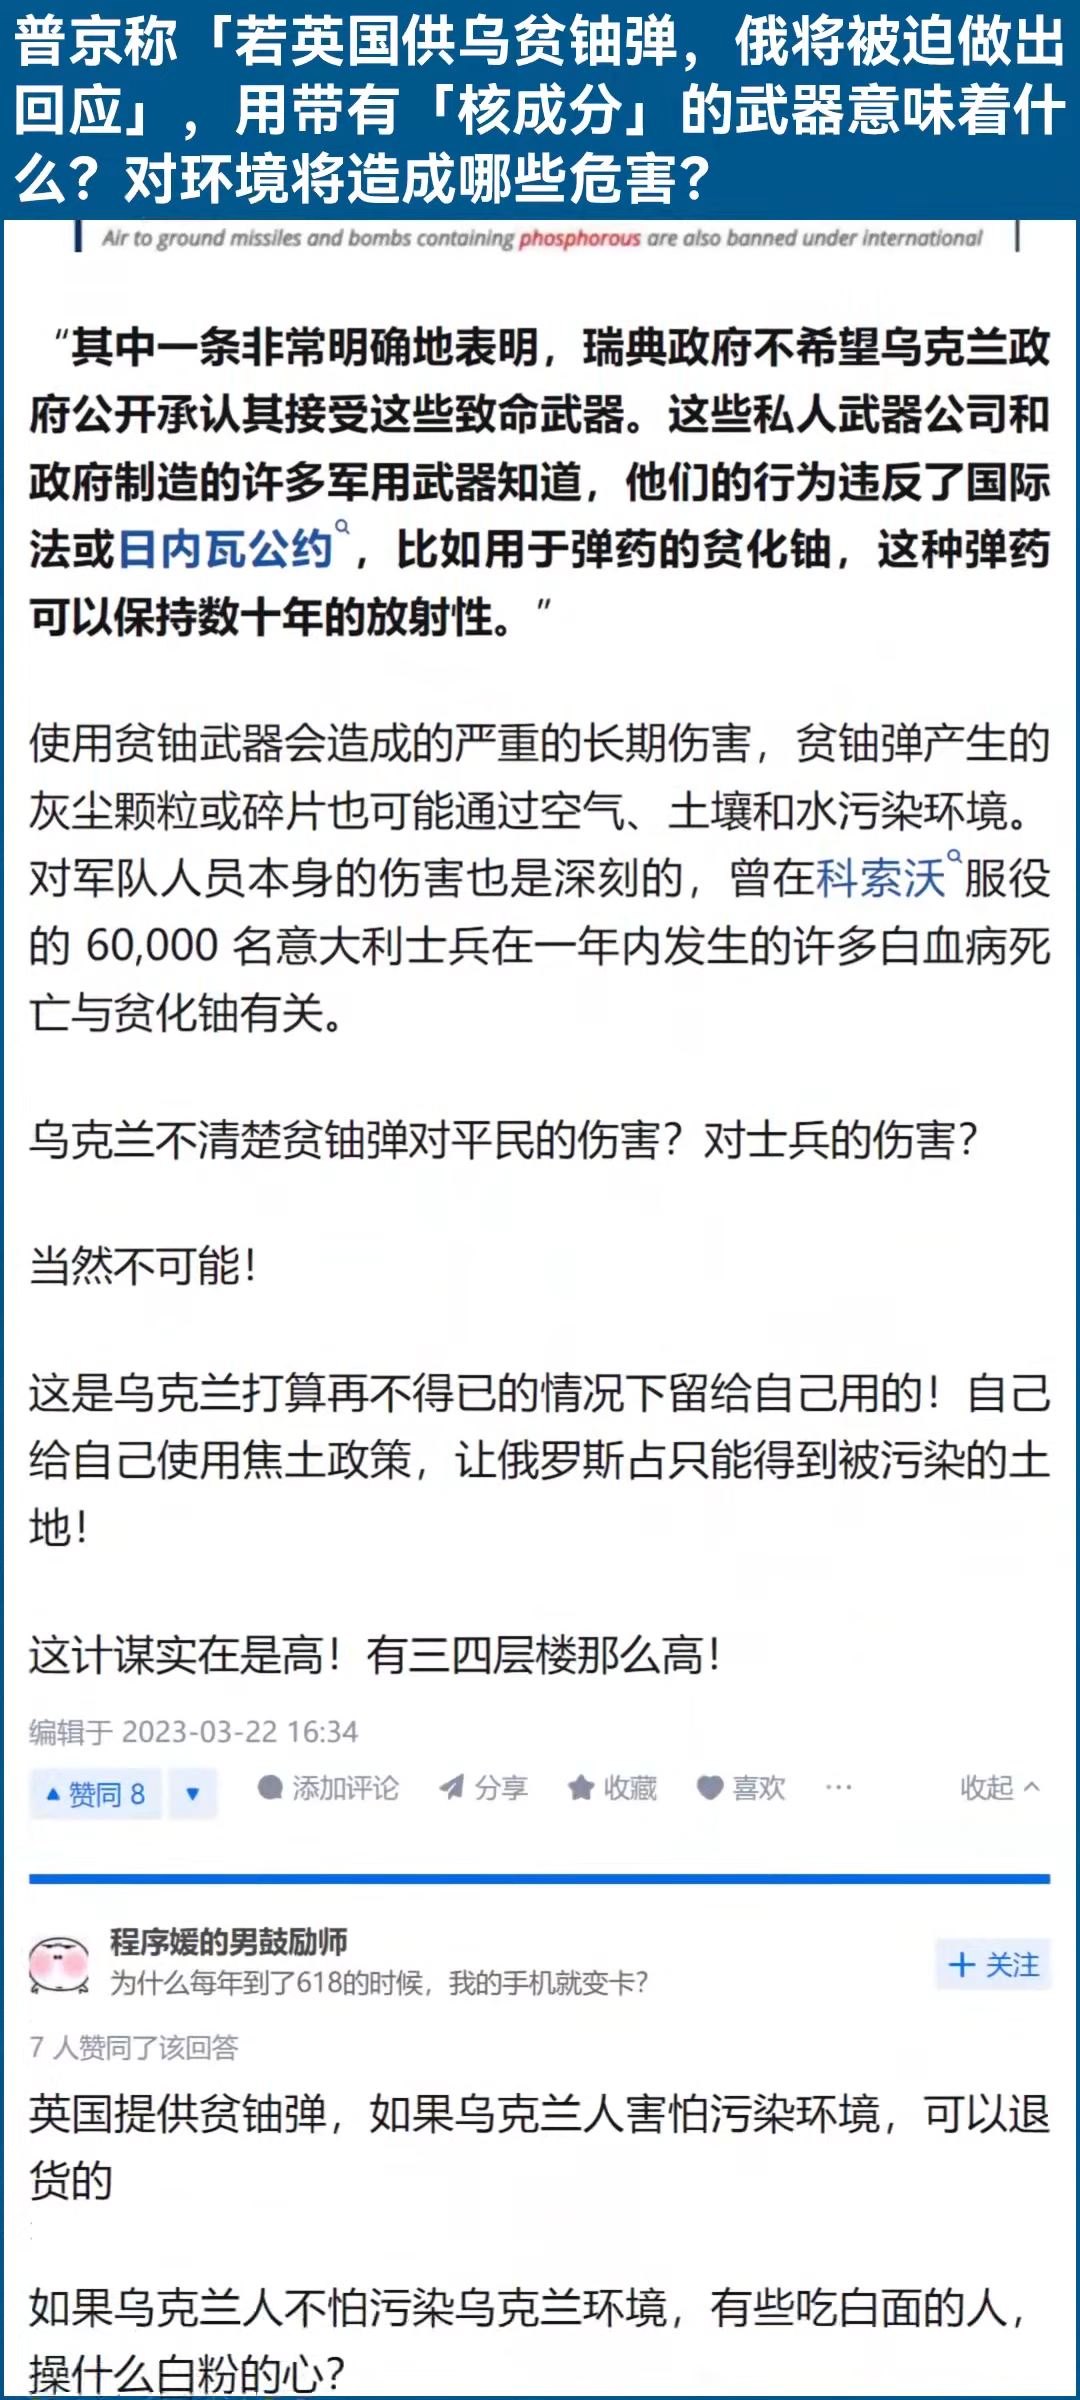 普京称「若英国供乌贫铀弹，俄将被迫做出
回应」，用带有「核成分」的武器意味着什
么？对环境将造成哪些危害？
Air to ground missiles and bombs containing phosphorous are also banned under international
“其中一条非常明确地表明，瑞典政府不希望乌克兰政
府公开承认其接受这些致命武器。这些私人武器公司和
政府制造的许多军用武器知道，他们的行为违反了国际
法或日内瓦公约，比如用于弹药的贫化铀，这种弹药
可以保持数十年的放射性。”
使用贫铀武器会造成的严重的长期伤害，贫铀弹产生的
灰尘颗粒或碎片也可能通过空气、土壤和水污染环境。
对军队人员本身的伤害也是深刻的，曾在科索沃服役
的 60,000 名意大利士兵在一年内发生的许多白血病死
亡与贫化铀有关。
乌克兰不清楚贫铀弹对平民的伤害？对士兵的伤害？
当然不可能！
这是乌克兰打算再不得已的情况下留给自己用的！自己
给自己使用焦土政策，让俄罗斯占只能得到被污染的土
地！
这计谋实在是高！有三四层楼那么高！
编辑于 2023-03-22 16:34
赞同 8 添加评论 分享 收藏 喜欢 ··· 收起
程序媛的男鼓励师
为什么每年到了618的时候，我的手机就变卡？
+ 关注
7 人赞同了该回答
英国提供贫铀弹，如果乌克兰人害怕污染环境，可以退
货的
如果乌克兰人不怕污染乌克兰环境，有些吃白面的人，
操什么白粉的心？